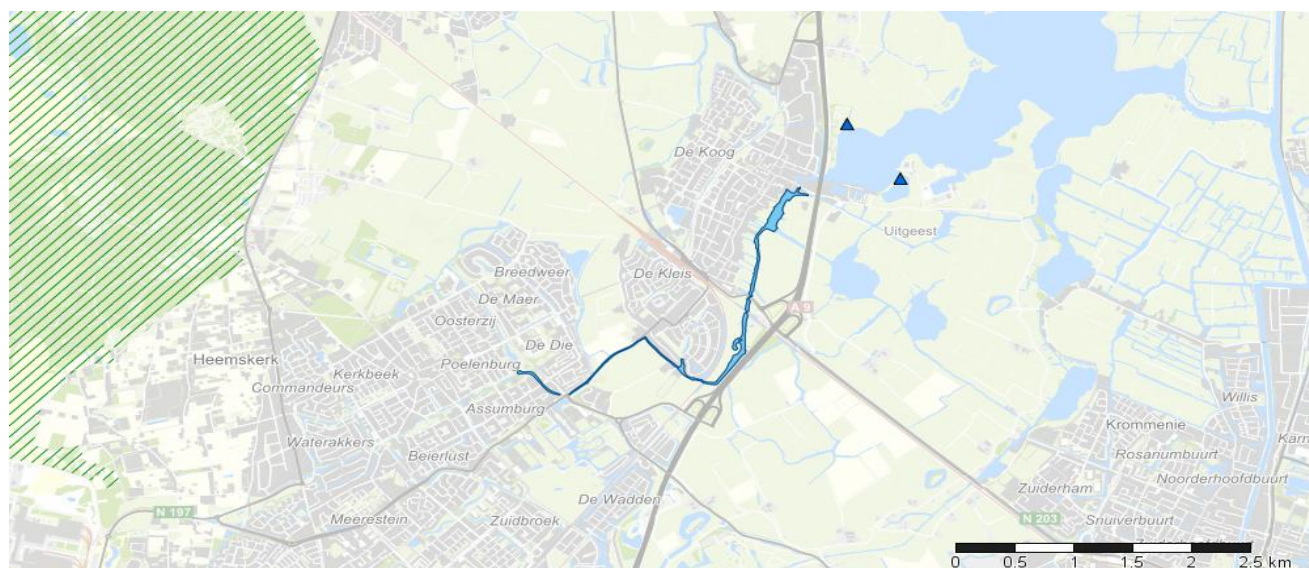 De Koog
Uitgeest
De Kleis
Breedweer
De Maer
A 9
Oosterzij
De Die
Heemskerk
Poelenburg
Kerkbeek
Commandeurs
Willis
Assumburg
Krommenie
Waterakkers
Rosanumbuurt
Beierlust
Noorderhoofdbuurt
De Wadden
Zuiderham
N 197
Meerestein
Zuidbroek
N 203
Snuiverbuurt
0 0.5 1 1.5 2 2.5 km